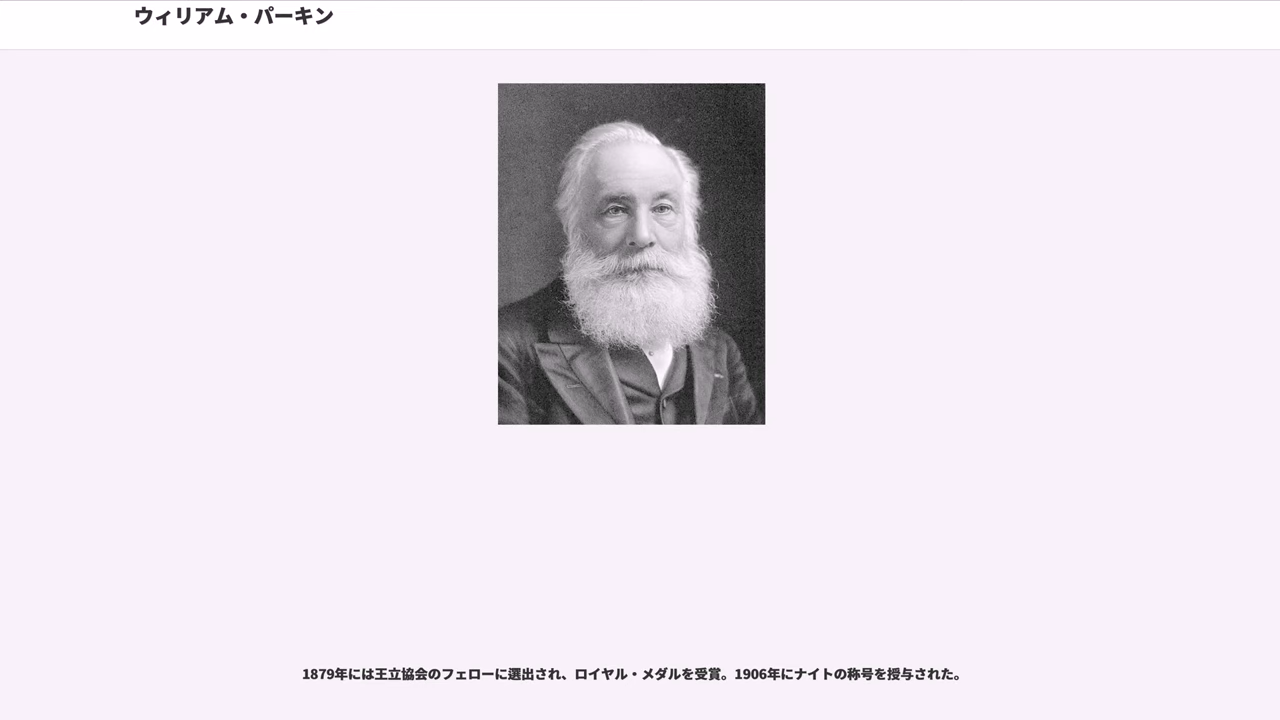 ウィリアム・パーキン
1879年には王立協会のフェローに選出され、ロイヤル・メダルを受賞。1906年にナイトの称号を授与された。